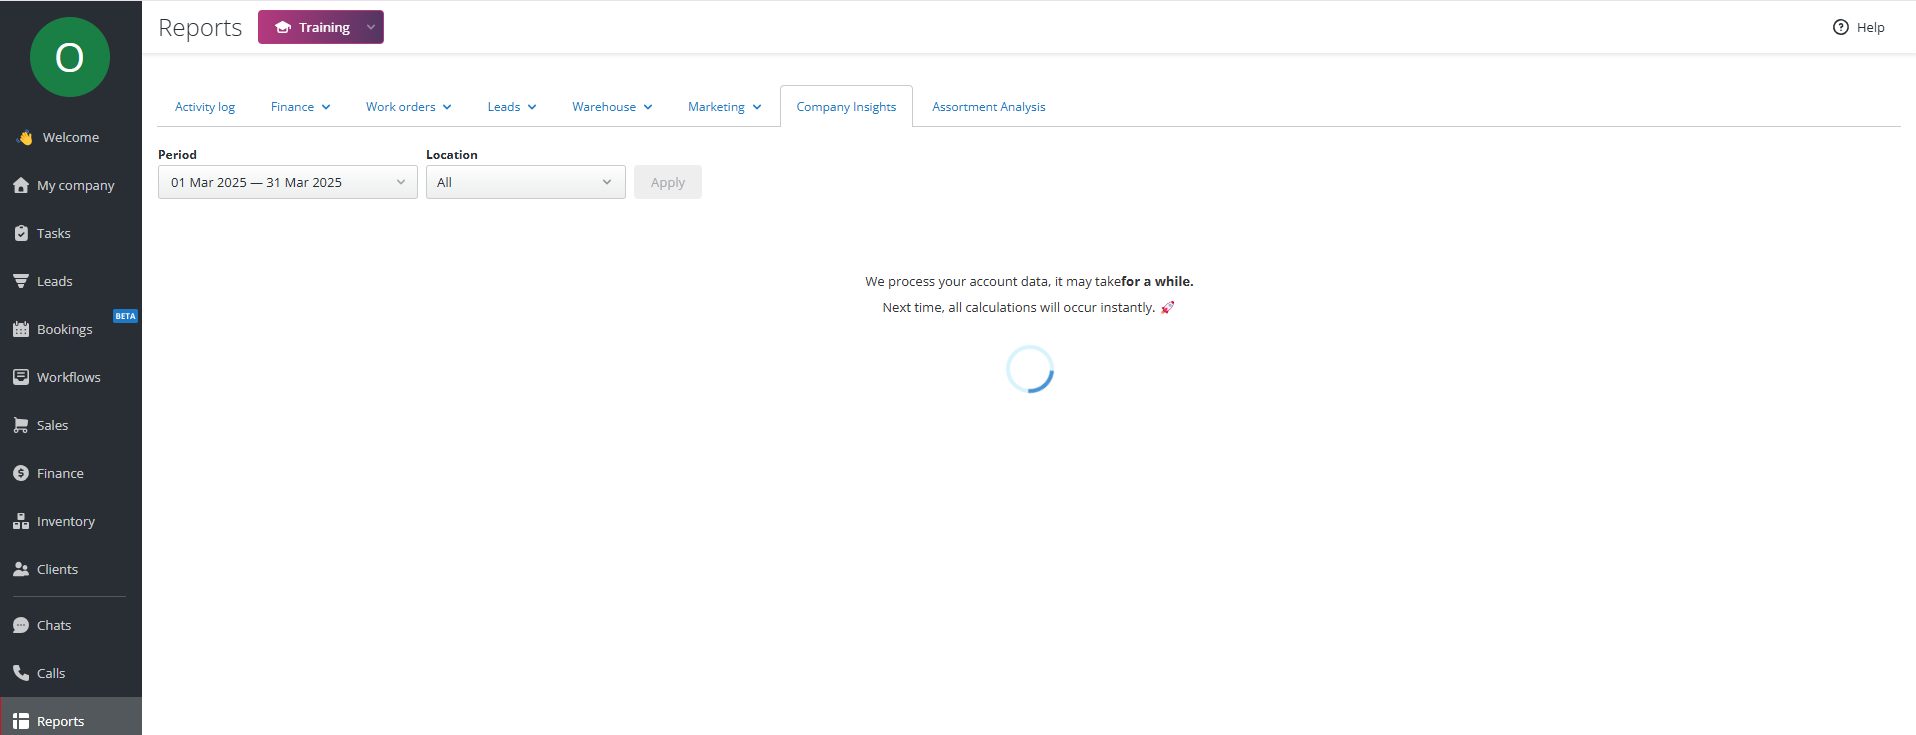 O
Reports
Training
Help
Welcome
My company
Tasks
Leads
Bookings
BETA
Workflows
Sales
Finance
Inventory
Clients
Chats
Calls
Reports
Activity log
Finance
Work orders
Leads
Warehouse
Marketing
Company Insights
Assortment Analysis
Period
Location
01 Mar 2025 — 31 Mar 2025
All
Apply
We process your account data, it may takefor a while.
Next time, all calculations will occur instantly. 🚀